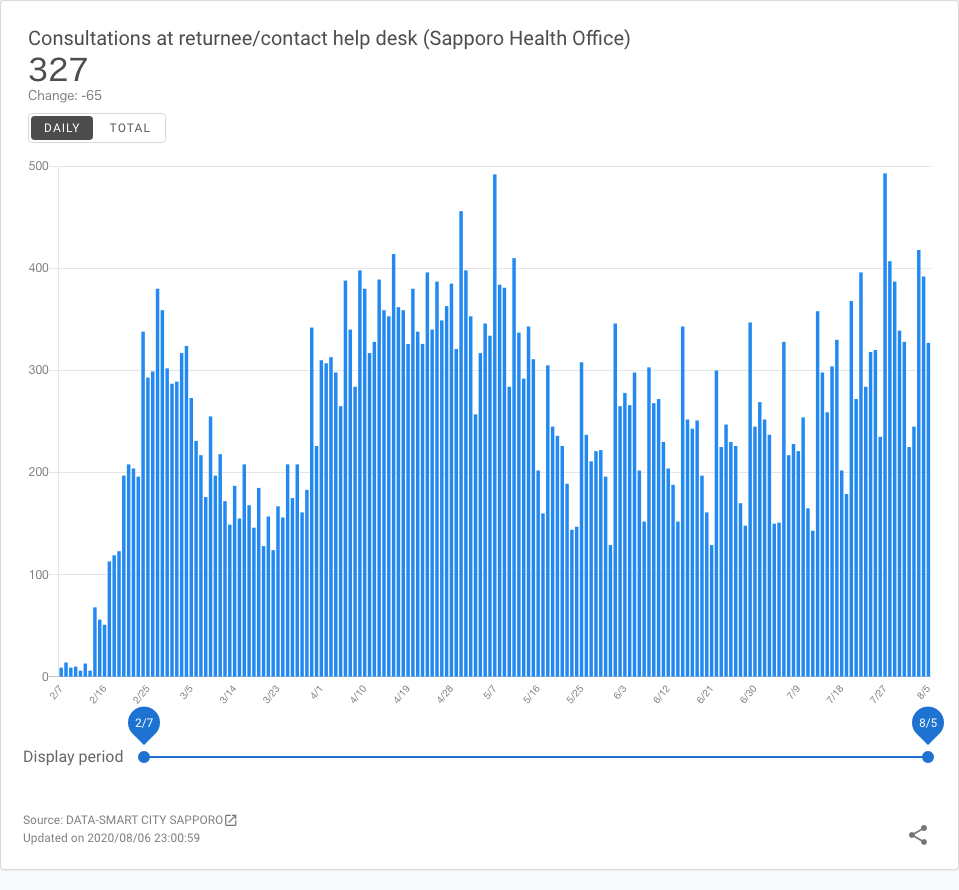 Consultations at returnee/contact help desk (Sapporo Health Office)
327
Change: -65
DAILY TOTAL
500
400
300
200
100
0
2/7 2/16 2/25 3/5 3/14 3/23 4/1 4/10 4/19 4/28 5/7 5/16 5/25 6/3 6/12 6/21 6/30 7/9 7/18 7/27 8/5
2/7 8/5
Display period
Source: DATA-SMART CITY SAPPORO
Updated on 2020/08/06 23:00:59